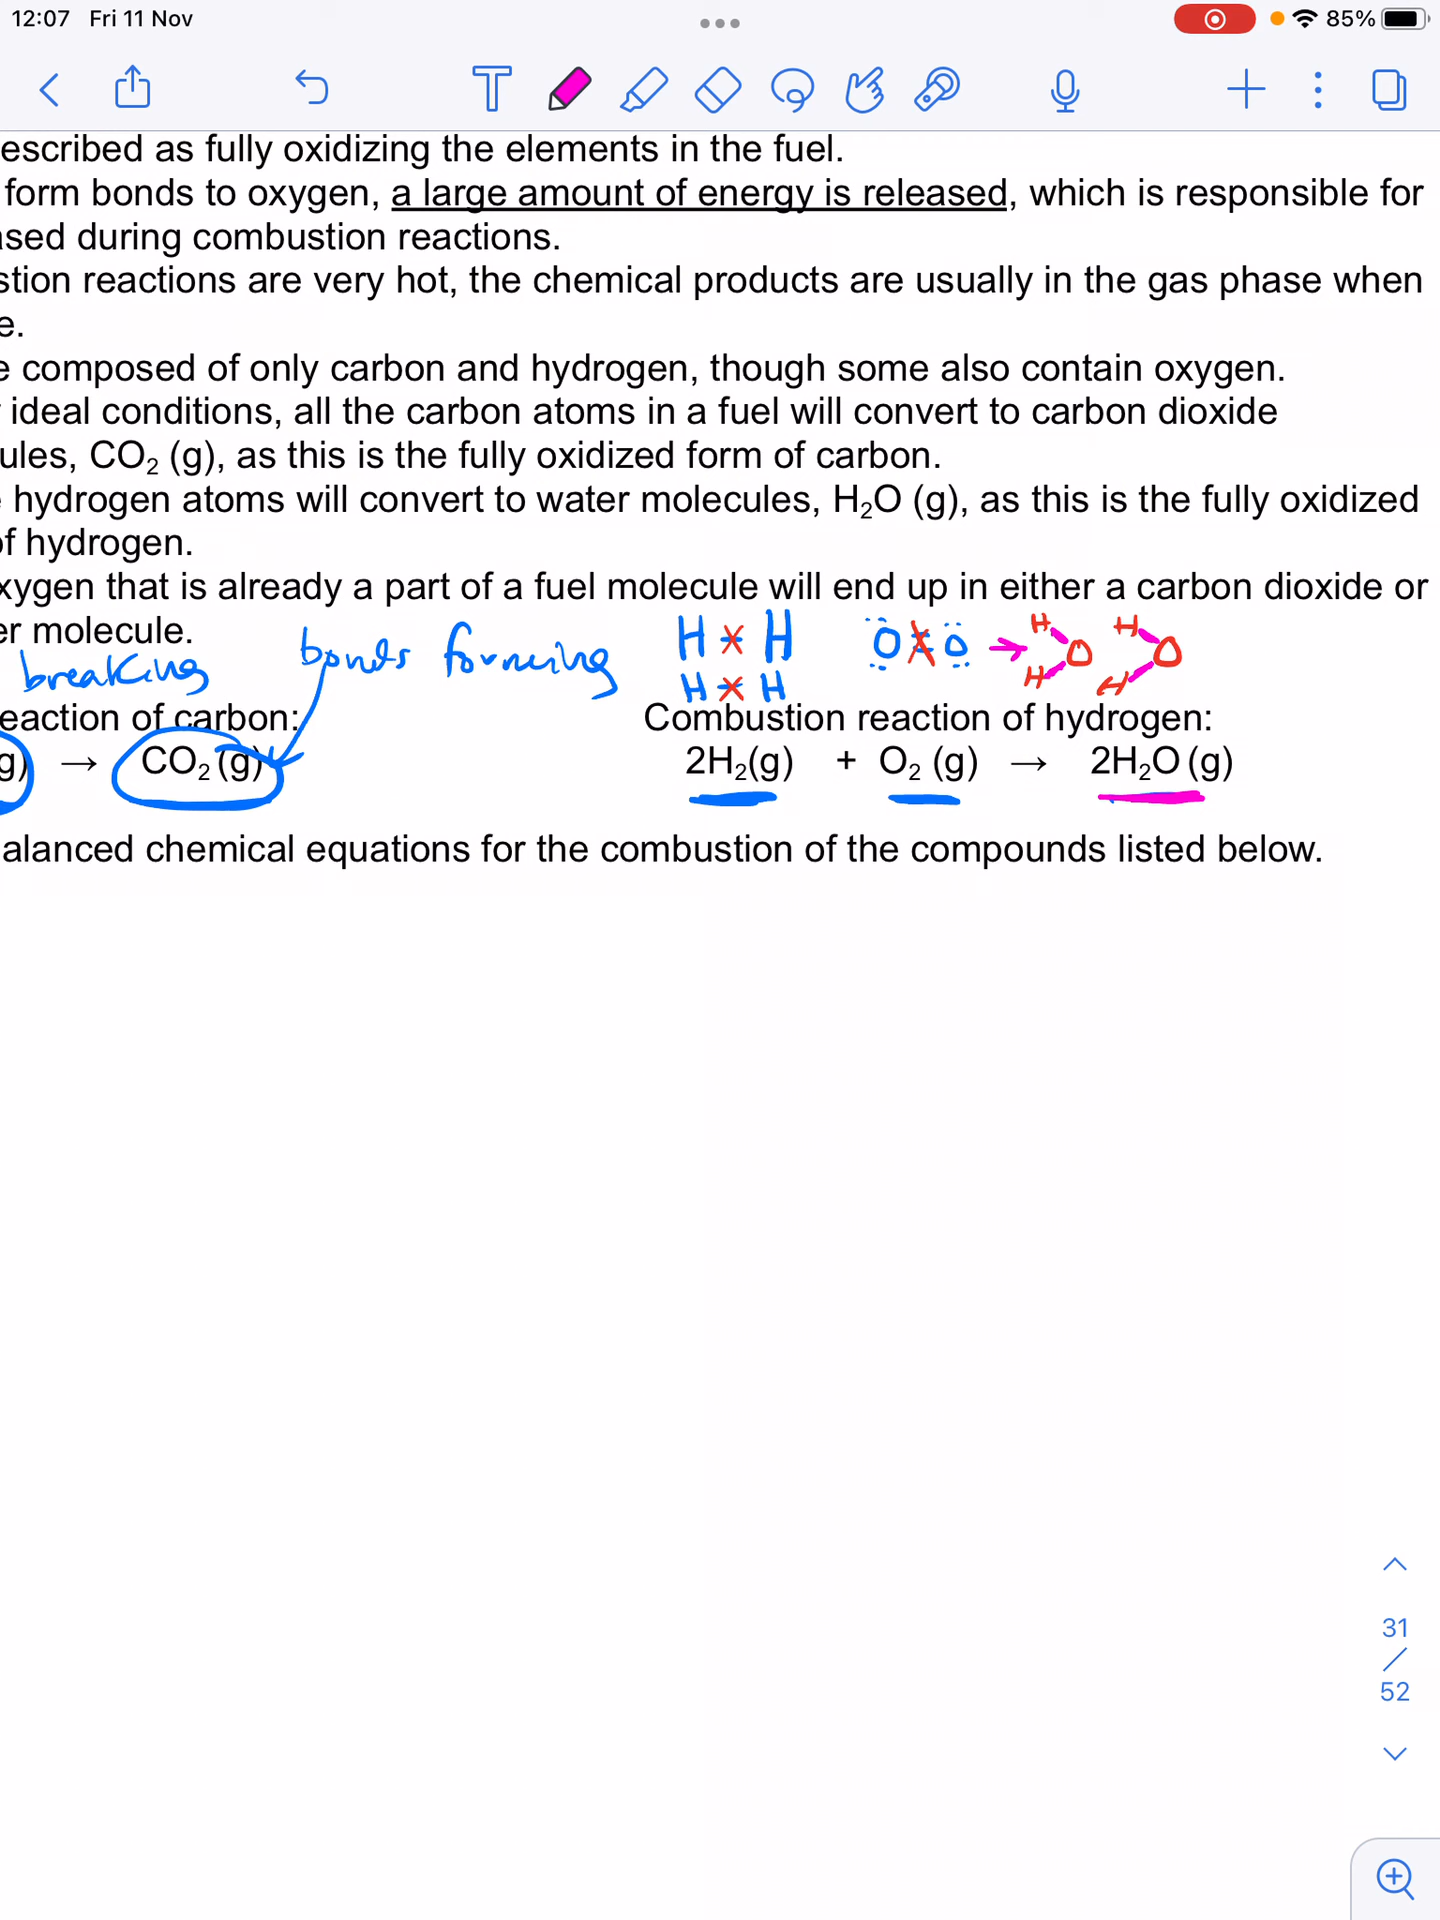 12:07 Fri 11 Nov
85%
escribed as fully oxidizing the elements in the fuel.
form bonds to oxygen, a large amount of energy is released, which is responsible for
ased during combustion reactions.
stion reactions are very hot, the chemical products are usually in the gas phase when
e.
e composed of only carbon and hydrogen, though some also contain oxygen.
ideal conditions, all the carbon atoms in a fuel will convert to carbon dioxide
ules, CO₂ (g), as this is the fully oxidized form of carbon.
hydrogen atoms will convert to water molecules, H₂O (g), as this is the fully oxidized
of hydrogen.
xygen that is already a part of a fuel molecule will end up in either a carbon dioxide or
er molecule.
breaking bonds forming
H H O O → H H O H H O
H H
eaction of carbon: Combustion reaction of hydrogen:
g) → CO₂ (g) 2H₂(g) + O₂ (g) → 2H₂O (g)
alanced chemical equations for the combustion of the compounds listed below.
31
/
52